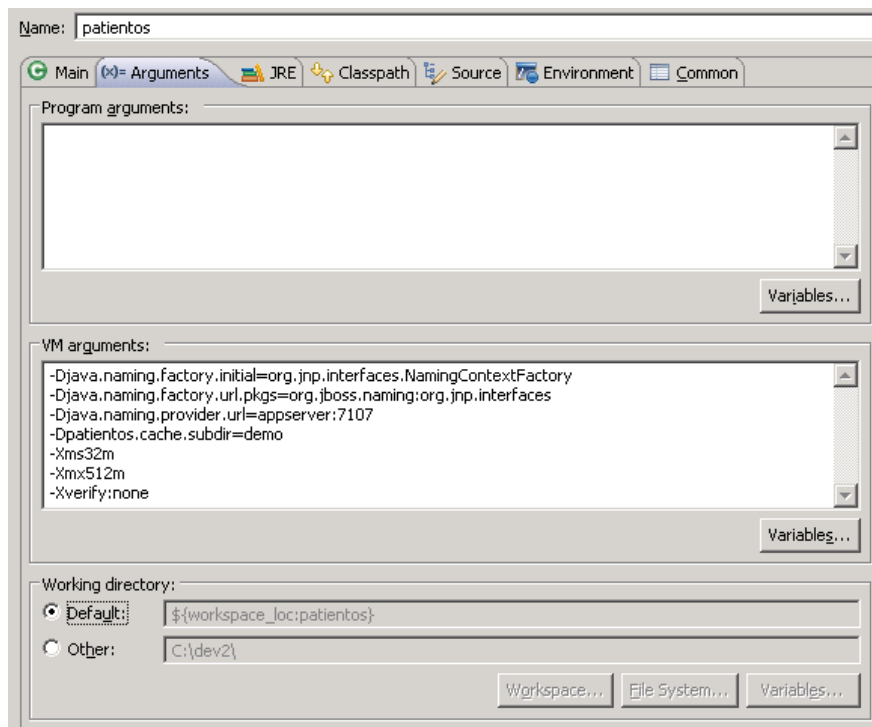 Name: patientos
Main (x)= Arguments JRE Classpath Source Environment Common
Program arguments:
Variables...
VM arguments:
-Djava.naming.factory.initial=org.jnp.interfaces.NamingContextFactory
-Djava.naming.factory.url.pkgs=org.jboss.naming:org.jnp.interfaces
-Djava.naming.provider.url=appserver:7107
-Dpatientos.cache.subdir=demo
-Xms32m
-Xmx512m
-Xverify:none
Variables...
Working directory:
Default: ${workspace_loc:patientos}
Other: C:\dev2\
Workspace... File System... Variables...